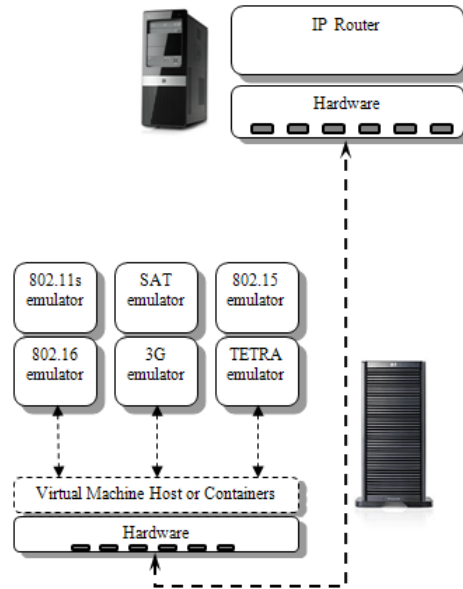 IP Router
Hardware
802.11s
emulator
SAT
emulator
802.15
emulator
802.16
emulator
3G
emulator
TETRA
emulator
Virtual Machine Host or Containers
Hardware